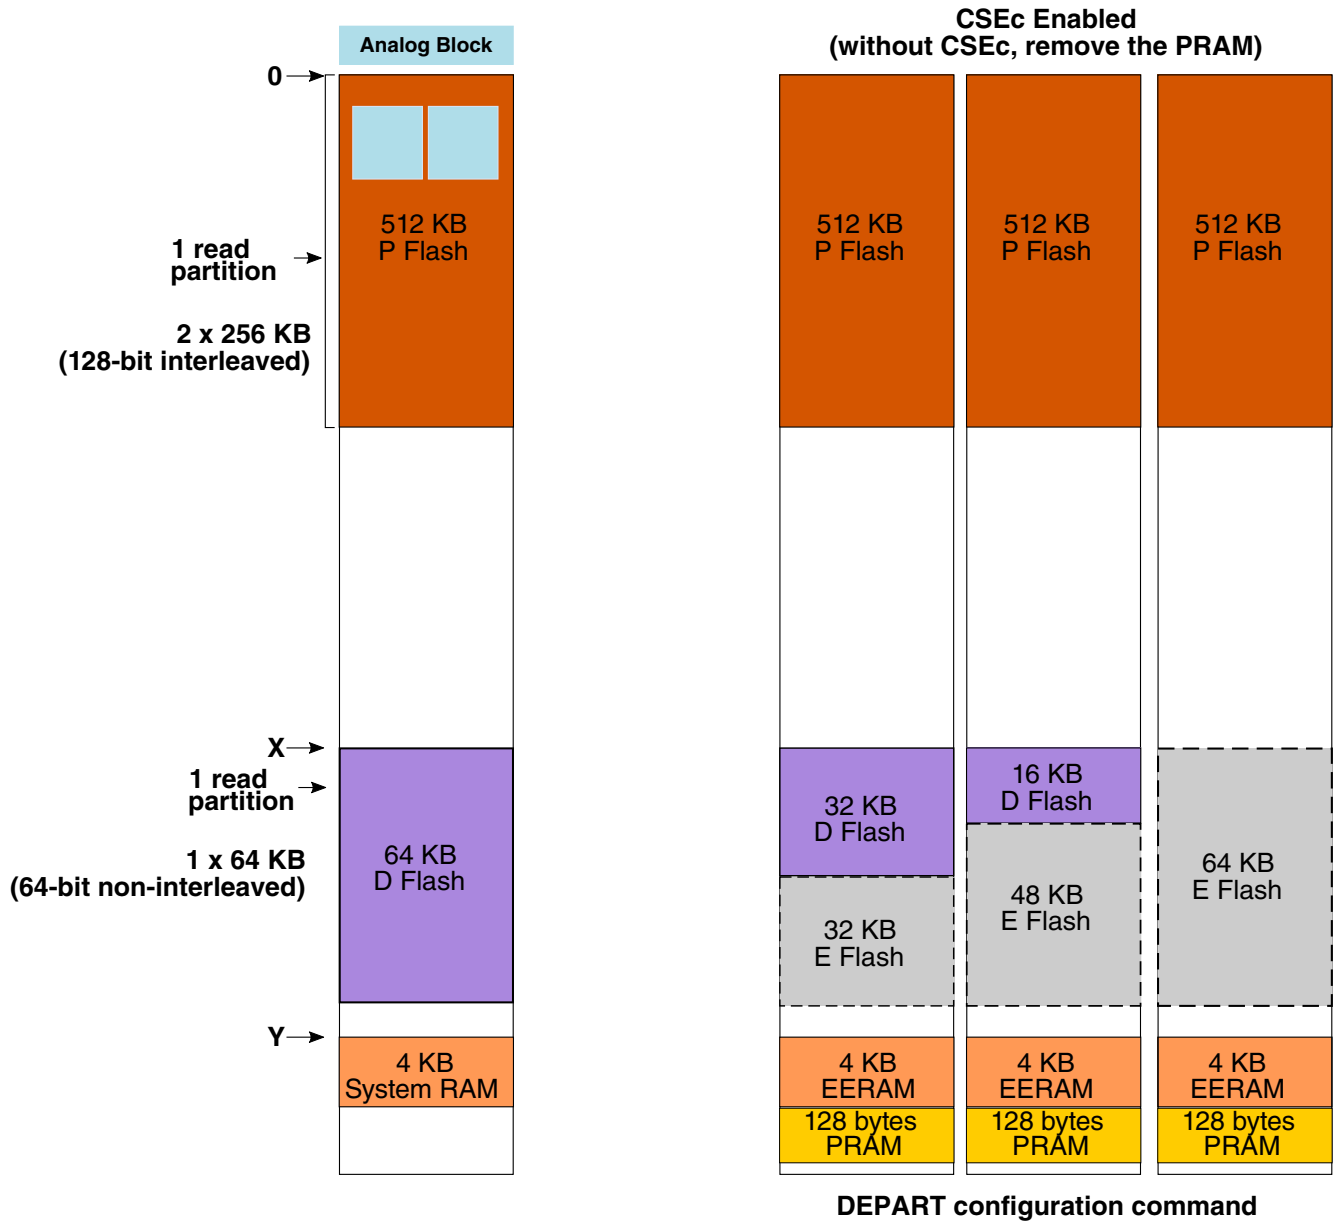 Analog Block
0
512 KB
P Flash
1 read
partition
2 x 256 KB
(128-bit interleaved)
X
1 read
partition
1 x 64 KB
(64-bit non-interleaved)
64 KB
D Flash
Y
4 KB
System RAM
CSEc Enabled
(without CSEc, remove the PRAM)
512 KB
P Flash
32 KB
D Flash
32 KB
E Flash
4 KB
EERAM
128 bytes
PRAM
512 KB
P Flash
16 KB
D Flash
48 KB
E Flash
4 KB
EERAM
128 bytes
PRAM
512 KB
P Flash
64 KB
E Flash
4 KB
EERAM
128 bytes
PRAM
DEPART configuration command